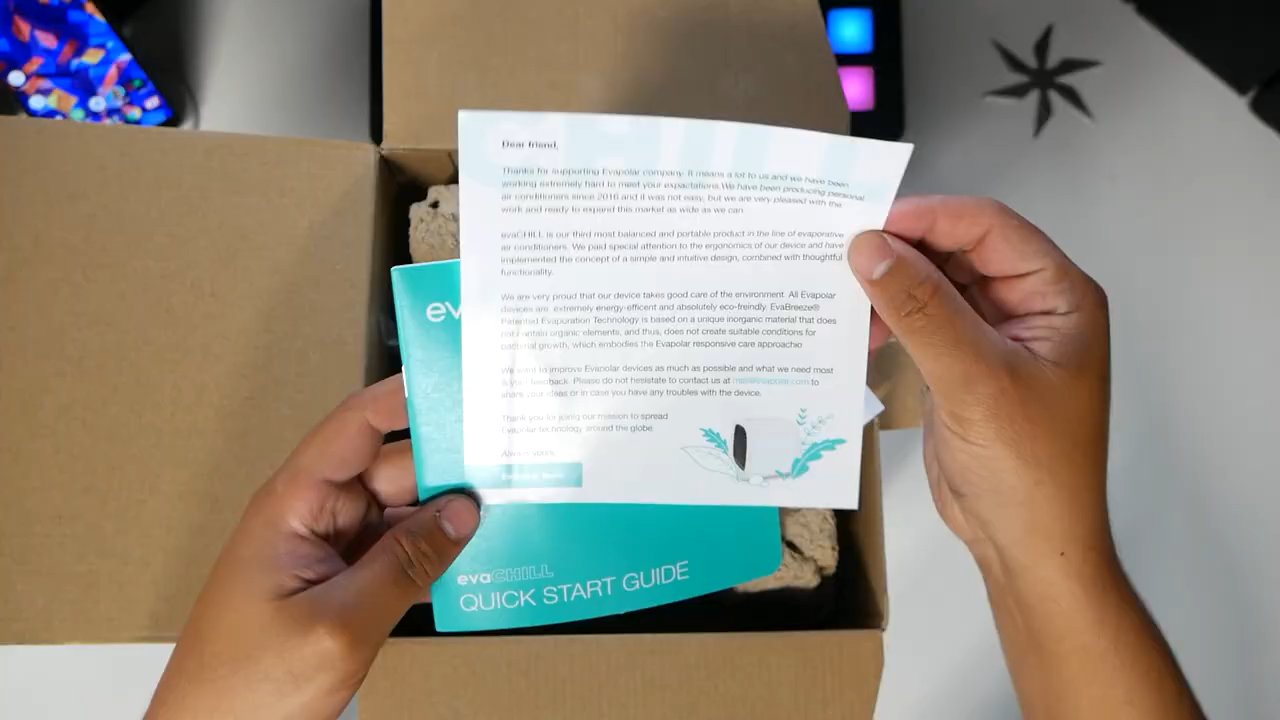 Dear friend,
Thanks for supporting Evapolar company. It means a lot to us and we have been
working extremely hard to meet your expactations.We have been producing personal
air conditioners since 2016 and it was not easy, but we are very pleased with the
work and ready to expand this market as wide as we can.
evaCHILL is our third most balanced and portable product in the line of evaporative
air conditioners. We paid special attention to the ergonomics of our device and have
implemented the concept of a simple and intuitive design, combined with thoughtful
functionality.
We are very proud that our device takes good care of the environment. All Evapolar
devices are extremely energy-efficent and absolutely eco-freindly. EvaBreeze®
Patented Evaporation Technology is based on a unique inorganic material that does
not contain organic elements, and thus, does not create suitable conditions for
bacterial growth, which embodies the Evapolar responsive care approachio
We want to improve Evapolar devices as much as possible and what we need most
is your feedback. Please do not hesistate to contact us at to
share your ideas or in case you have any troubles with the device.
Thank you for joing our mission to spread
Evapolar technology around the globe
ev
evaCHILL
QUICK START GUIDE